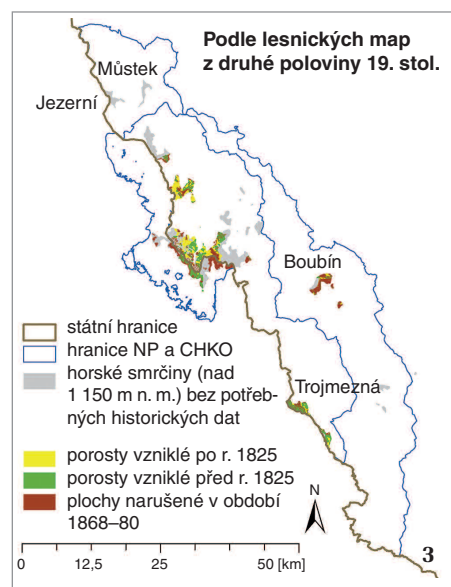 Podle lesnických map
z druhé poloviny 19. stol.
Můstek
Jezerní
Boubín
Trojmezná
státní hranice
hranice NP a CHKO
horské smrčiny (nad
1 150 m n. m.) bez potřeb-
ných historických dat
porosty vzniklé po r. 1825
porosty vzniklé před r. 1825
plochy narušené v období
1868–80
N
3
0 12,5 25 50 [km]